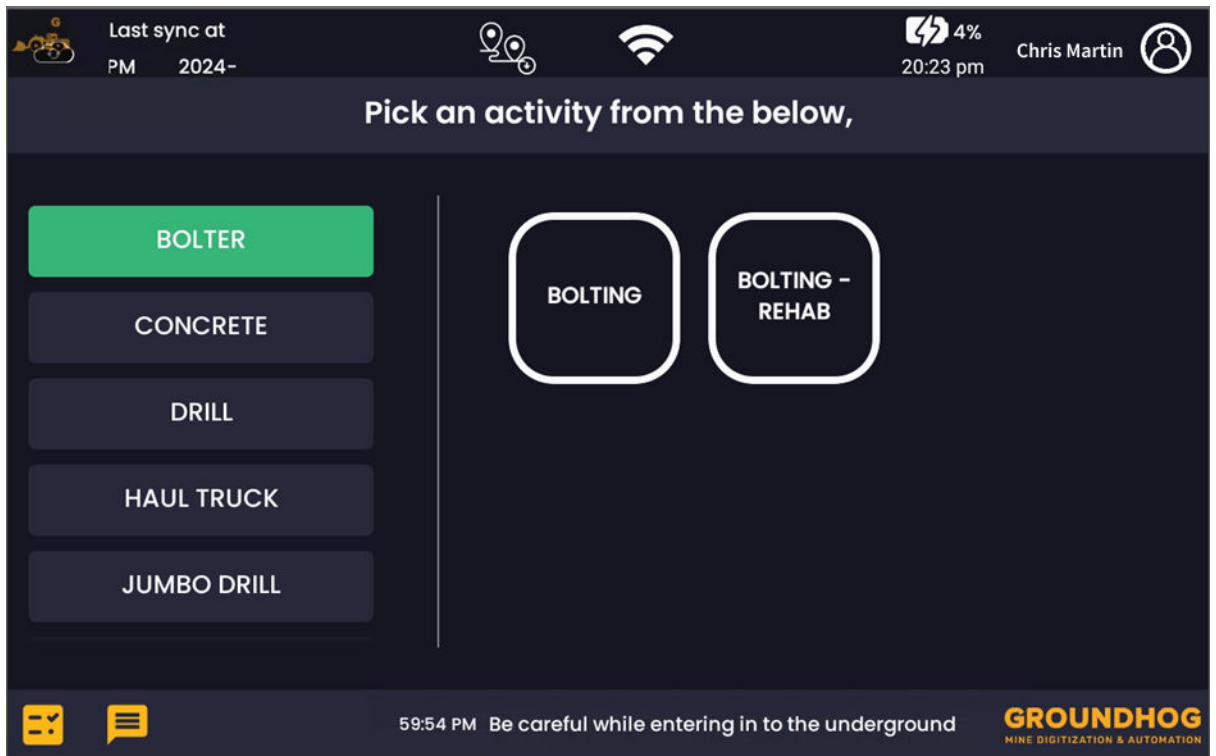 G
Last sync at
PM 2024-
4%
20:23 pm
Chris Martin
Pick an activity from the below,
BOLTER
CONCRETE
DRILL
HAUL TRUCK
JUMBO DRILL
BOLTING
BOLTING -
REHAB
59:54 PM Be careful while entering in to the underground
GROUNDHOG
MINE DIGITIZATION & AUTOMATION